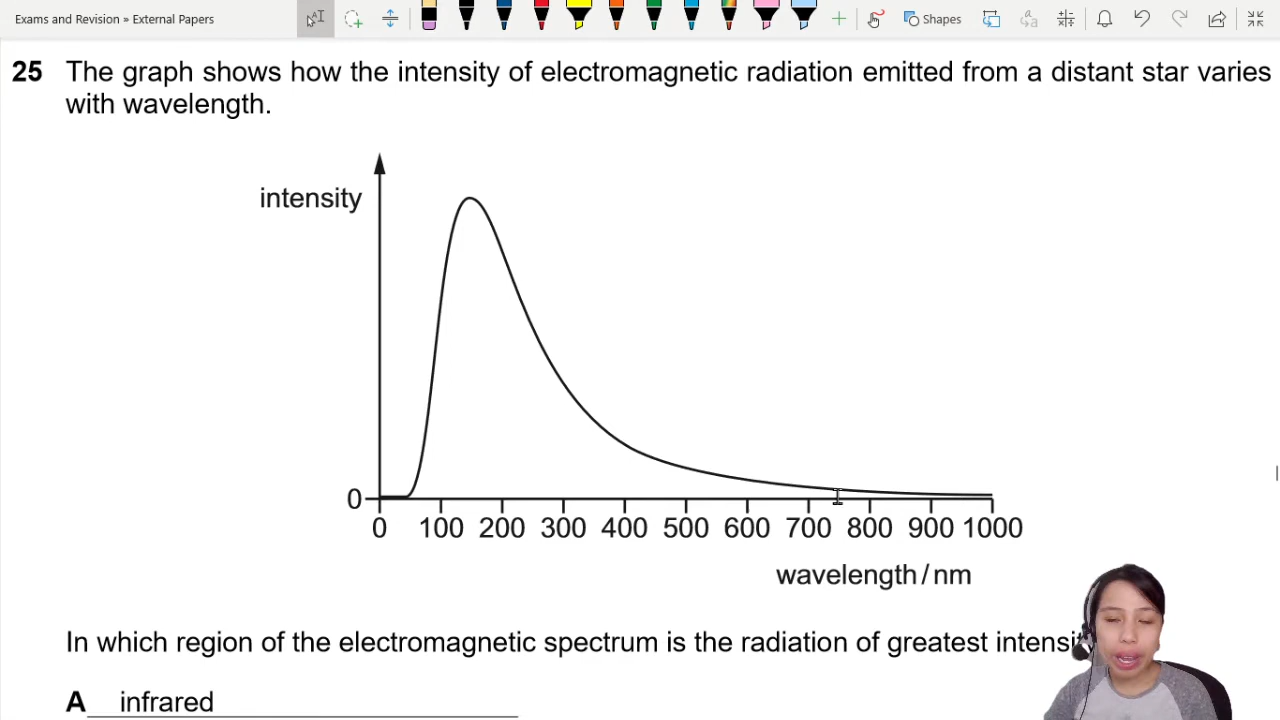 Exams and Revision » External Papers
Shapes
25 The graph shows how the intensity of electromagnetic radiation emitted from a distant star varies
with wavelength.
intensity
0
0 100 200 300 400 500 600 700 800 900 1000
wavelength/nm
In which region of the electromagnetic spectrum is the radiation of greatest
A infrared